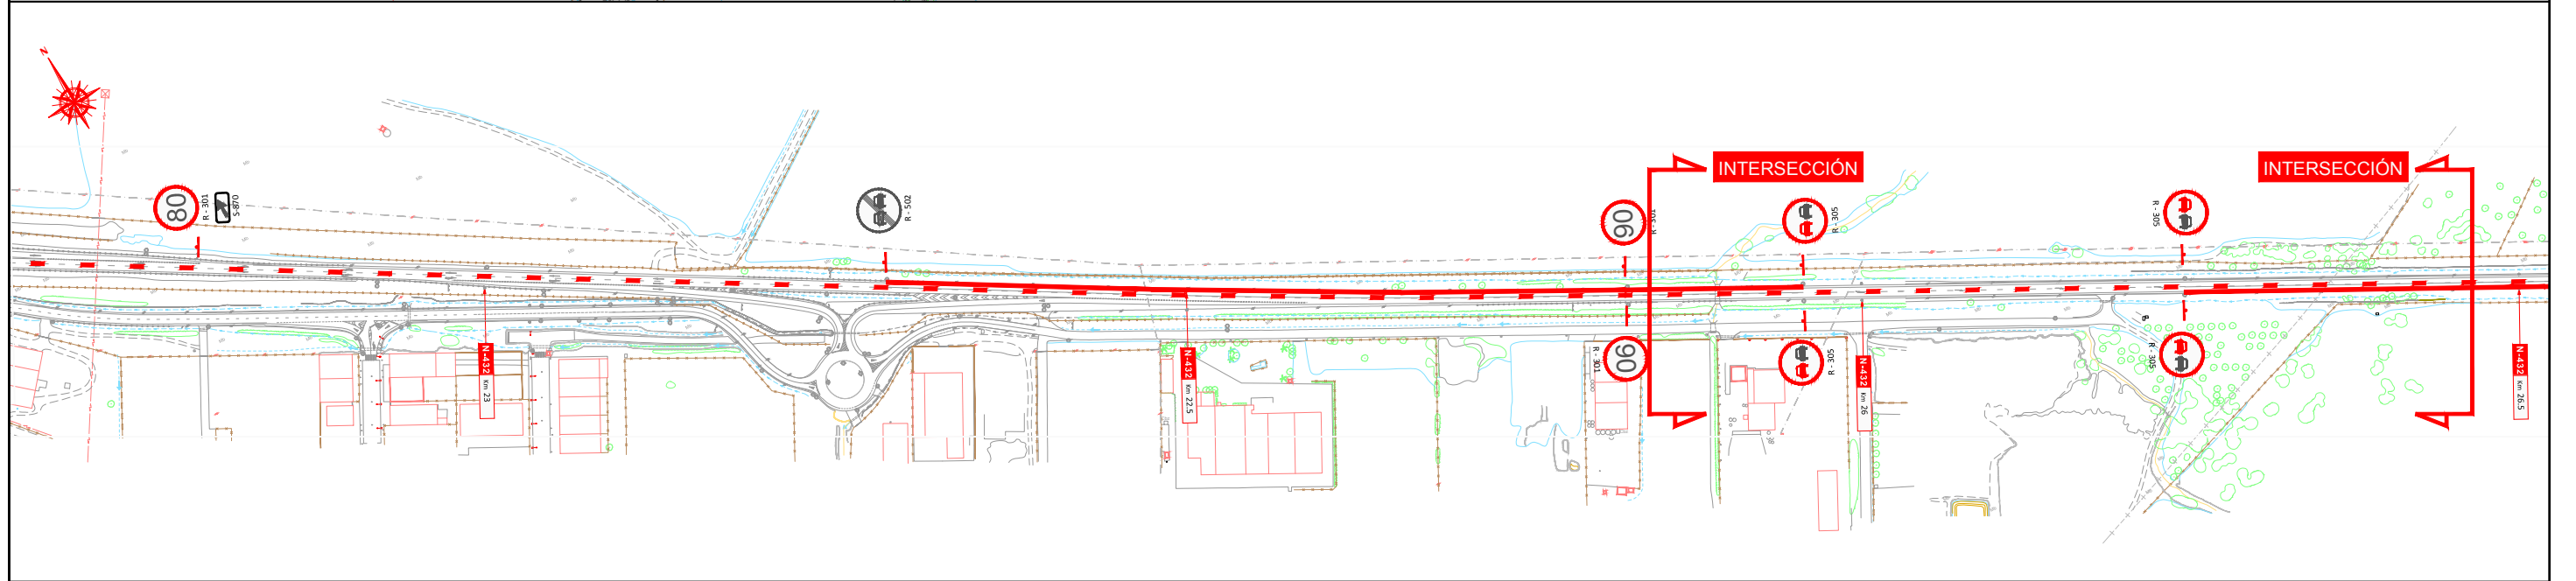 N
80
R - 301
S-870
R - 502
90
R - 301
INTERSECCIÓN
R - 305
R - 305
INTERSECCIÓN
N-432 Km 23
N-432 Km 22.5
90
R - 301
R - 305
N-432 Km 26
R - 305
N-432 Km 26.5